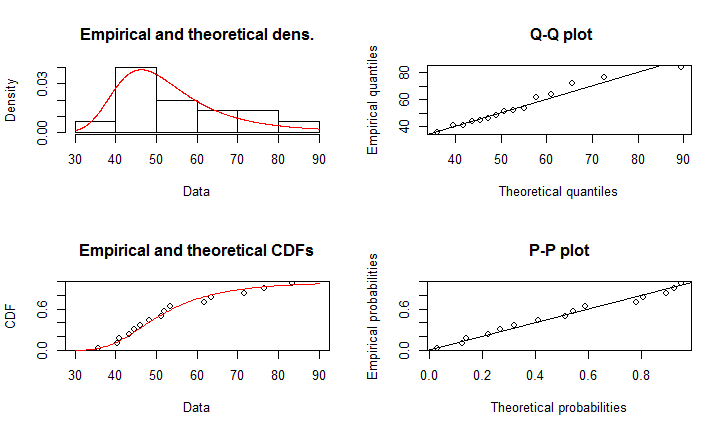 Empirical and theoretical dens.
Density
0.00
0.03
30 40 50 60 70 80 90
Data
Q-Q plot
Empirical quantiles
40 60 80
40 50 60 70 80 90
Theoretical quantiles
Empirical and theoretical CDFs
CDF
0.0 0.6
30 40 50 60 70 80 90
Data
P-P plot
Empirical probabilities
0.0 0.6
0.0 0.2 0.4 0.6 0.8
Theoretical probabilities